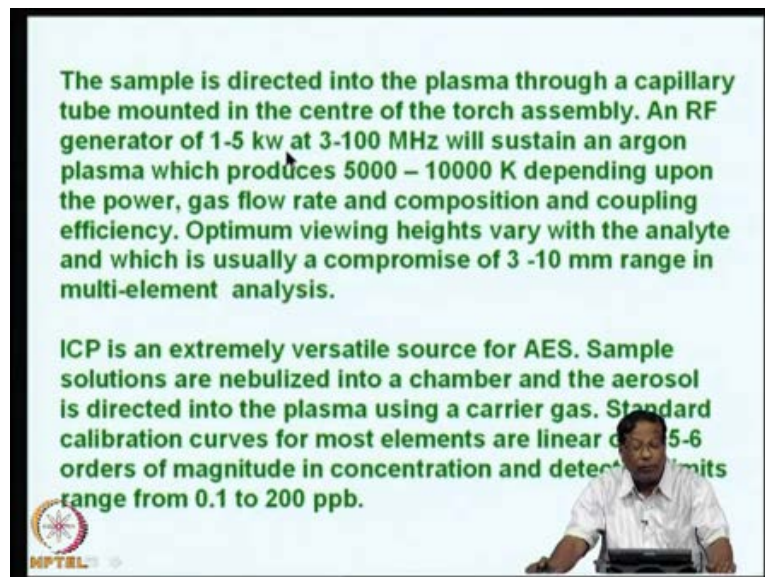 The sample is directed into the plasma through a capillary
tube mounted in the centre of the torch assembly. An RF
generator of 1-5 kw at 3-100 MHz will sustain an argon
plasma which produces 5000 – 10000 K depending upon
the power, gas flow rate and composition and coupling
efficiency. Optimum viewing heights vary with the analyte
and which is usually a compromise of 3 -10 mm range in
multi-element analysis.
ICP is an extremely versatile source for AES. Sample
solutions are nebulized into a chamber and the aerosol
is directed into the plasma using a carrier gas. Standard
calibration curves for most elements are linear 5-6
orders of magnitude in concentration and limits
range from 0.1 to 200 ppb.
NPTEL